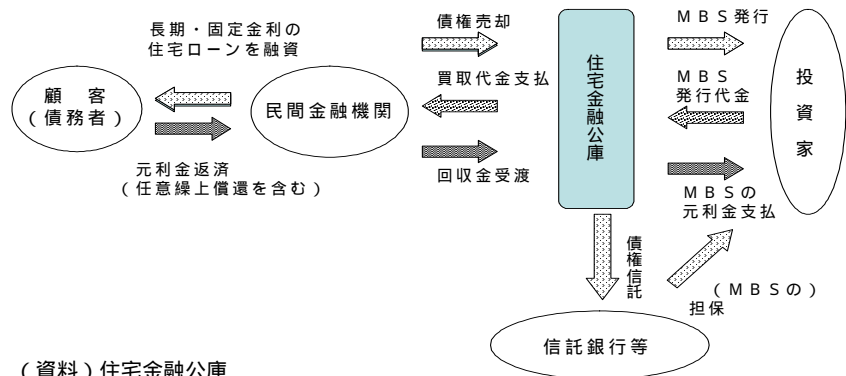 長期・固定金利の
住宅ローンを融資
顧　客
（債務者）
民間金融機関
元利金返済
（任意繰上償還を含む）
債権売却
買取代金支払
回収金受渡
住宅金融公庫
ＭＢＳ発行
ＭＢＳ
発行代金
ＭＢＳの
元利金支払
投資家
債権信託
（ＭＢＳの）
担保
信託銀行等
（資料）住宅金融公庫